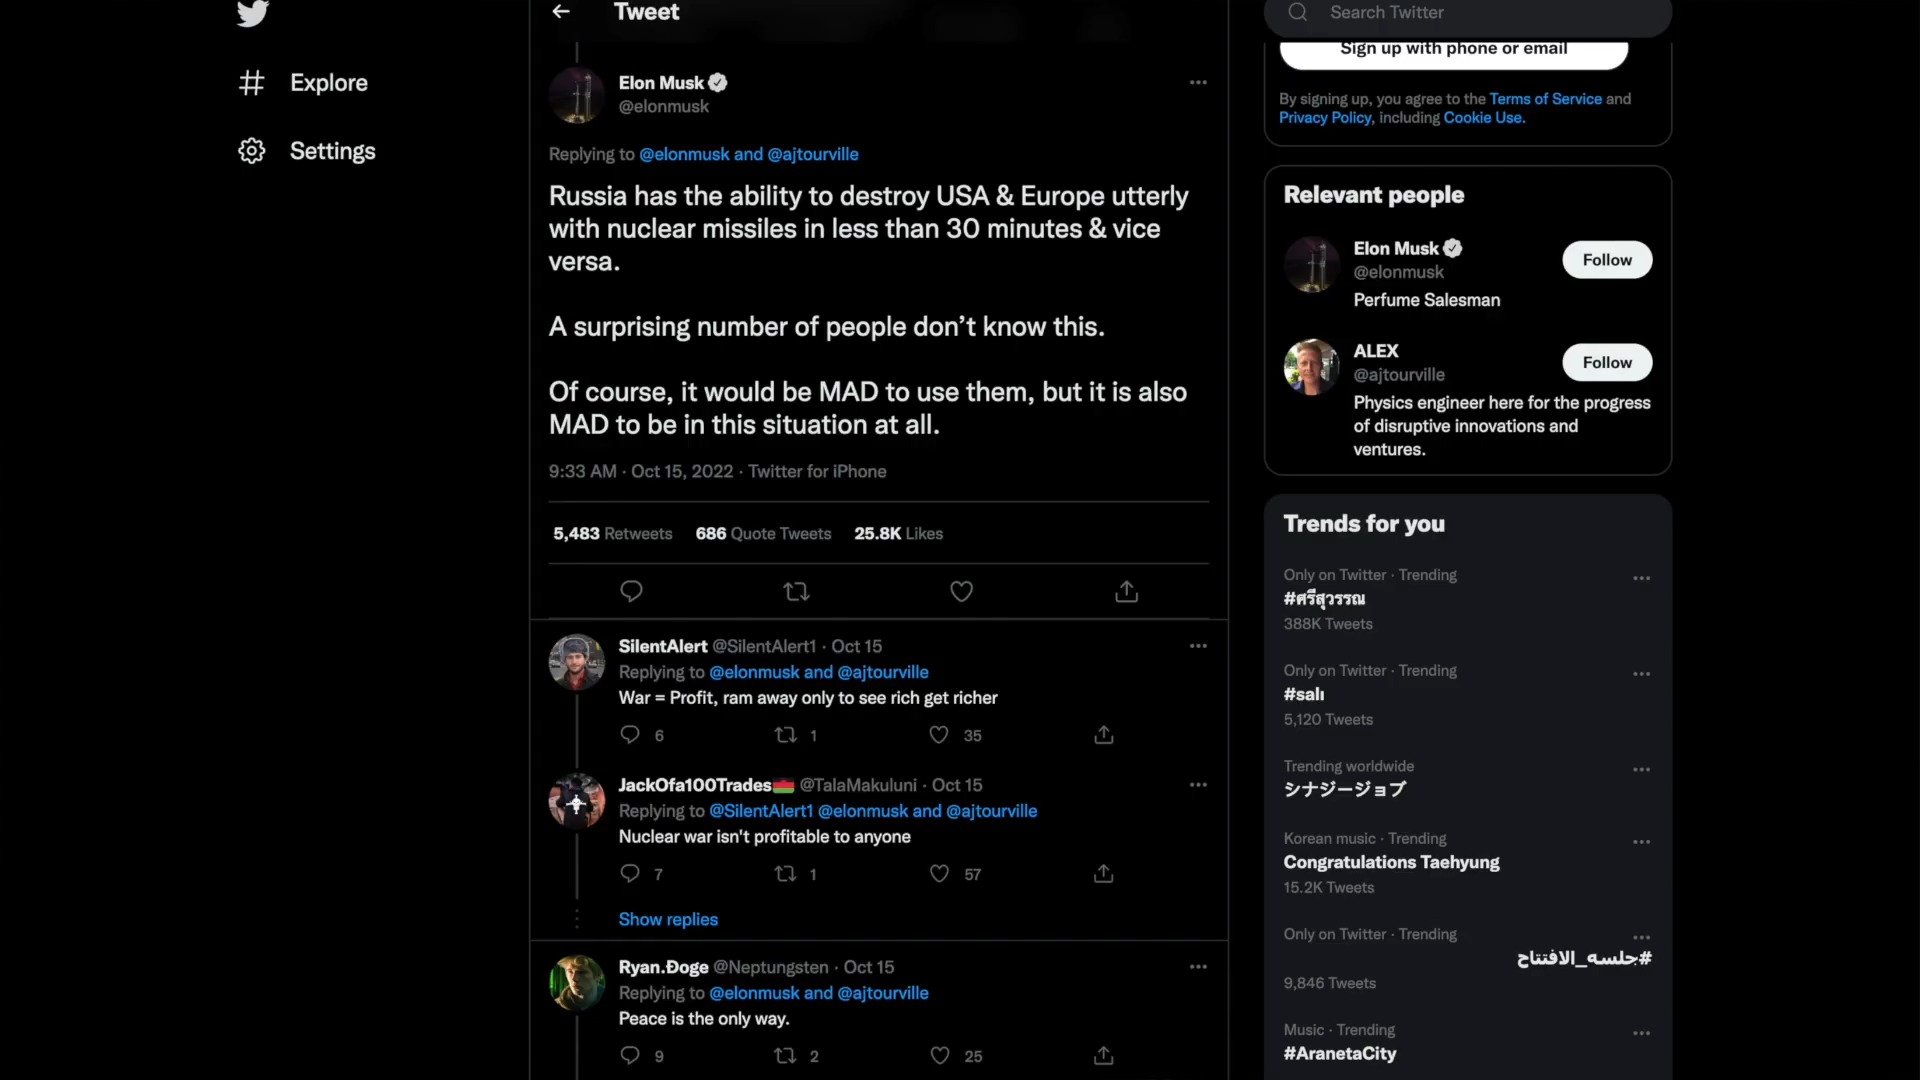 Explore
Settings
Tweet
Elon Musk
@elonmusk
Replying to @elonmusk and @ajtourville
Russia has the ability to destroy USA & Europe utterly
with nuclear missiles in less than 30 minutes & vice
versa.
A surprising number of people don’t know this.
Of course, it would be MAD to use them, but it is also
MAD to be in this situation at all.
9:33 AM · Oct 15, 2022 · Twitter for iPhone
5,483 Retweets 686 Quote Tweets 25.8K Likes
SilentAlert @SilentAlert1 · Oct 15
Replying to @elonmusk and @ajtourville
War = Profit, ram away only to see rich get richer
6 1 35
JackOfa100Trades @TalaMakuluni · Oct 15
Replying to @SilentAlert1 @elonmusk and @ajtourville
Nuclear war isn't profitable to anyone
7 1 57
Show replies
Ryan.Đoge @Neptungsten · Oct 15
Replying to @elonmusk and @ajtourville
Peace is the only way.
9 2 25
Search Twitter
Sign up with phone or email
By signing up, you agree to the Terms of Service and
Privacy Policy, including Cookie Use.
Relevant people
Elon Musk
@elonmusk
Follow
Perfume Salesman
ALEX
@ajtourville
Follow
Physics engineer here for the progress
of disruptive innovations and
ventures.
Trends for you
Only on Twitter · Trending
#ศรีสุวรรณ
388K Tweets
Only on Twitter · Trending
#salı
5,120 Tweets
Trending worldwide
シナジージョブ
Korean music · Trending
Congratulations Taehyung
15.2K Tweets
Only on Twitter · Trending
#جلسه_الافتتاح
9,846 Tweets
Music · Trending
#AranetaCity